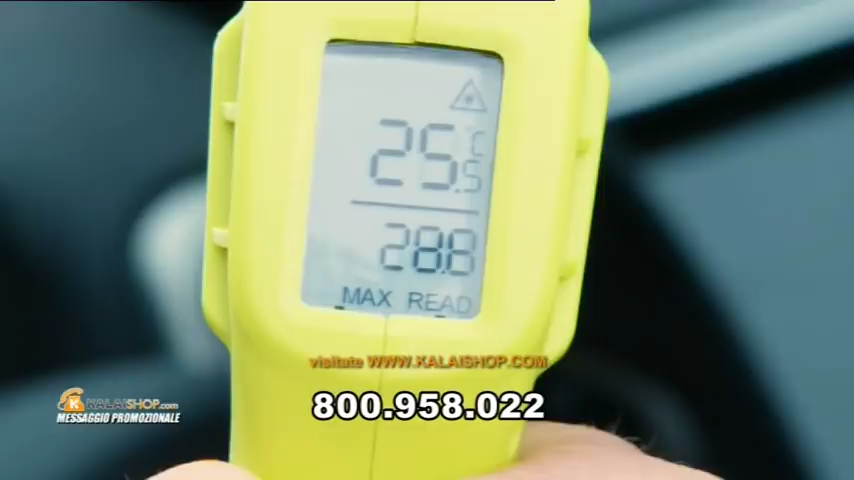 25.5 °C
28.8
MAX READ
visitate WWW.KALAISHOP.com
800.958.022
KALAISHOP.com
MESSAGGIO PROMOZIONALE